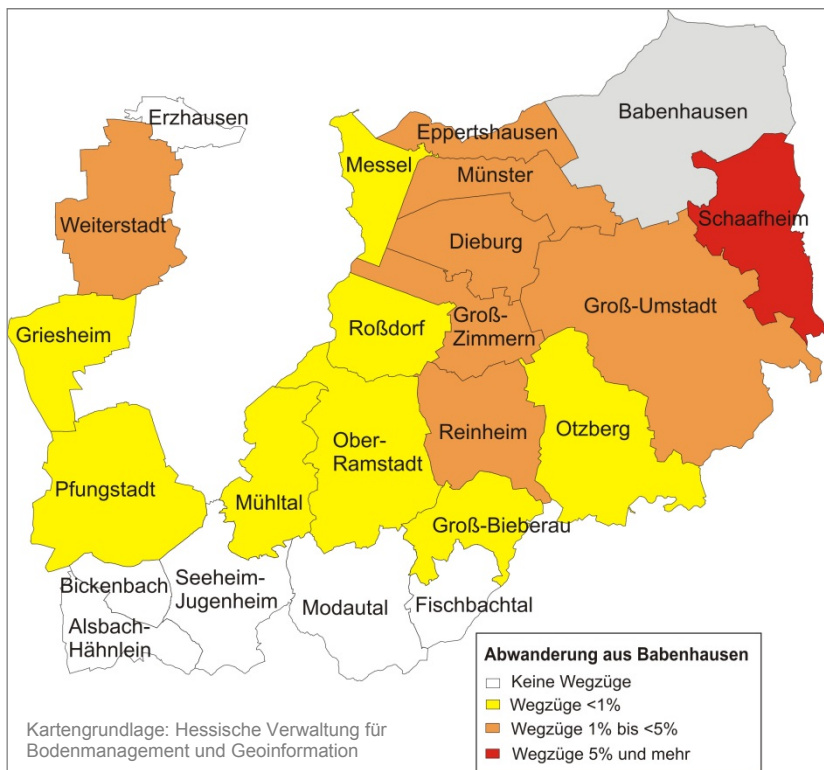 Erzhausen
Babenhausen
Eppertshausen
Messel
Münster
Weiterstadt
Schaafheim
Dieburg
Groß-Umstadt
Griesheim
Roßdorf
Groß-
Zimmern
Ober-
Ramstadt
Reinheim
Otzberg
Pfungstadt
Mühltal
Groß-Bieberau
Bickenbach
Seeheim-
Jugenheim
Modautal
Fischbachtal
Alsbach-
Hähnlein
Abwanderung aus Babenhausen
Keine Wegzüge
Wegzüge <1%
Wegzüge 1% bis <5%
Wegzüge 5% und mehr
Kartengrundlage: Hessische Verwaltung für
Bodenmanagement und Geoinformation